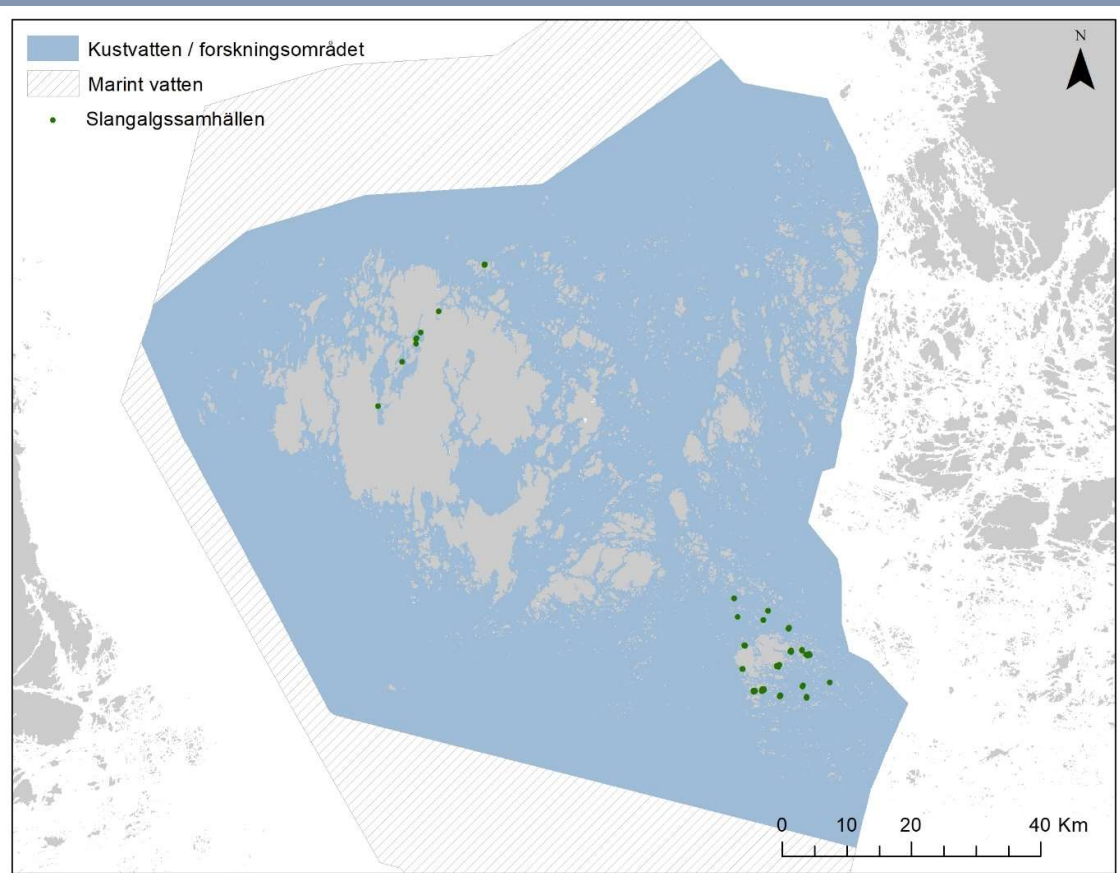 Kustvatten / forskningsområdet
Marint vatten
Slangalgssamhällen
N
0 10 20 40 Km